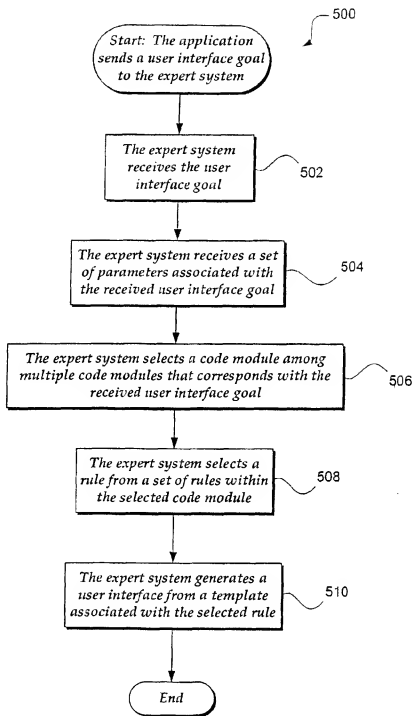 500
Start: The application
sends a user interface goal
to the expert system
The expert system
receives the user
interface goal
502
The expert system receives a set
of parameters associated with
the received user interface goal
504
The expert system selects a code module among
multiple code modules that corresponds with the
received user interface goal
506
The expert system selects a
rule from a set of rules within
the selected code module
508
The expert system generates a
user interface from a template
associated with the selected rule
510
End